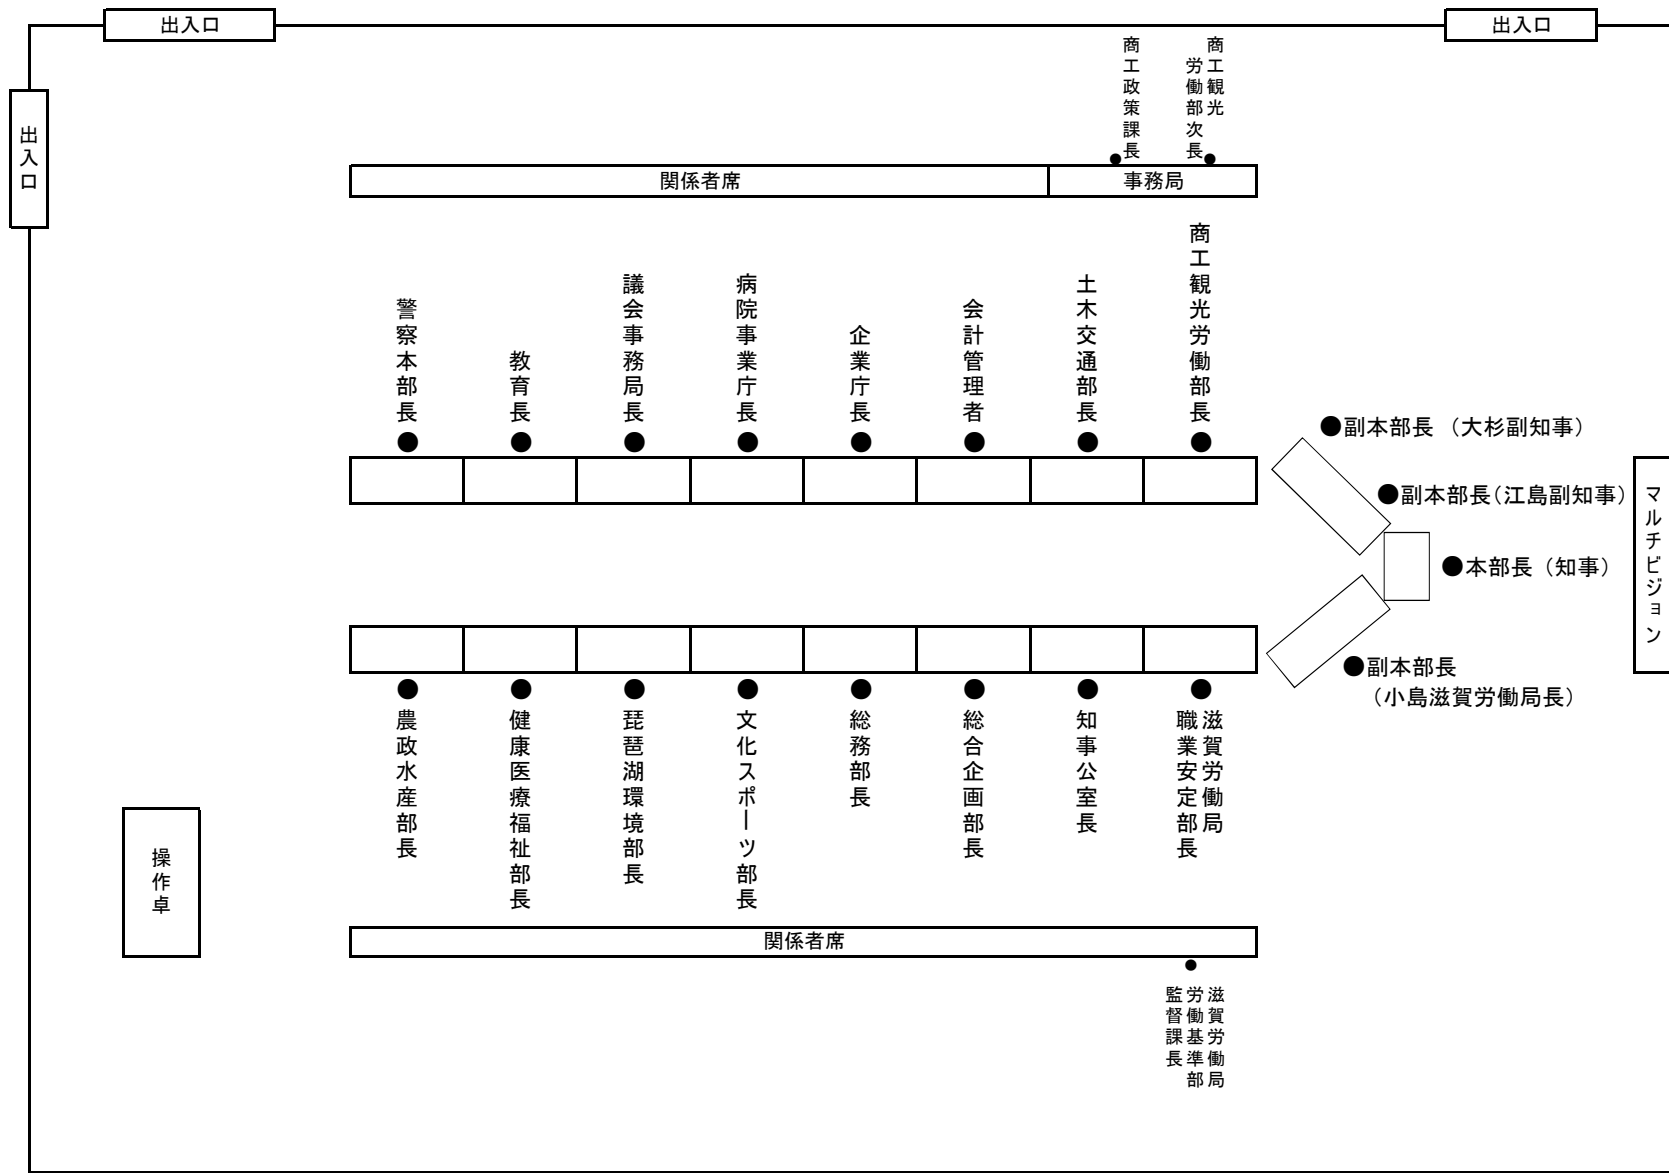 出入口
出入口
出入口
商工政策課長
商工観光
労働部次長
関係者席
事務局
警察本部長
教育長
議会事務局長
病院事業庁長
企業庁長
会計管理者
土木交通部長
商工観光労働部長
●副本部長（大杉副知事）
●副本部長(江島副知事)
●本部長（知事）
●副本部長
（小島滋賀労働局長）
マルチビジョン
農政水産部長
健康医療福祉部長
琵琶湖環境部長
文化スポーツ部長
総務部長
総合企画部長
知事公室長
滋賀労働局
職業安定部長
操作卓
関係者席
滋賀労働局
労働基準部
監督課長